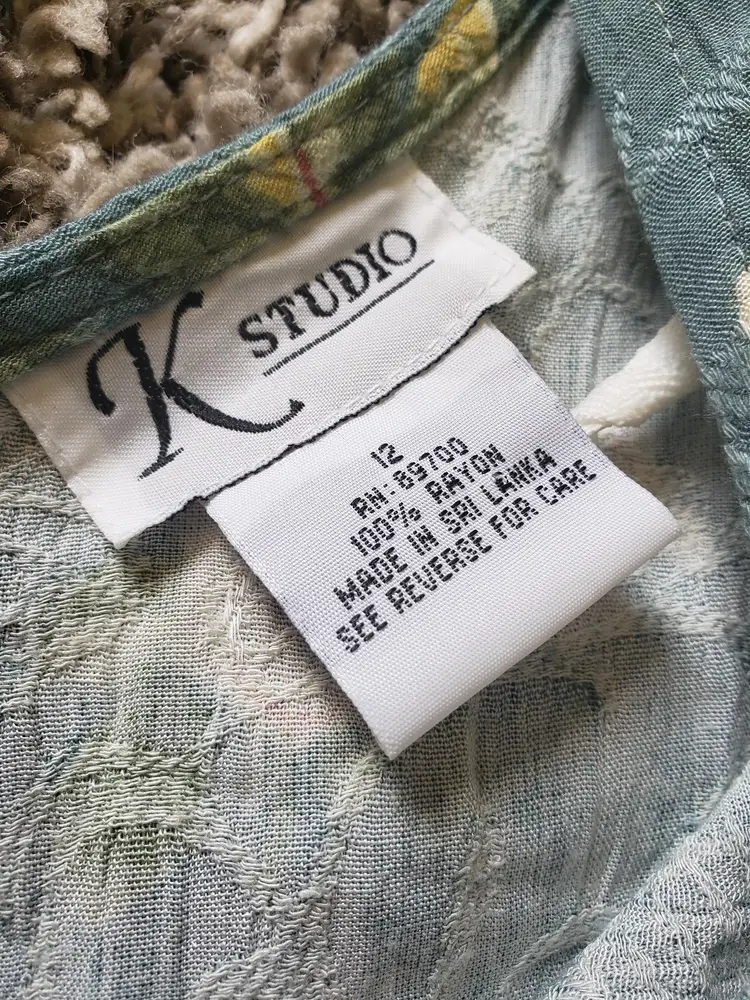 K STUDIO
12
RN: 89700
100% RAYON
MADE IN SRI LANKA
SEE REVERSE FOR CARE